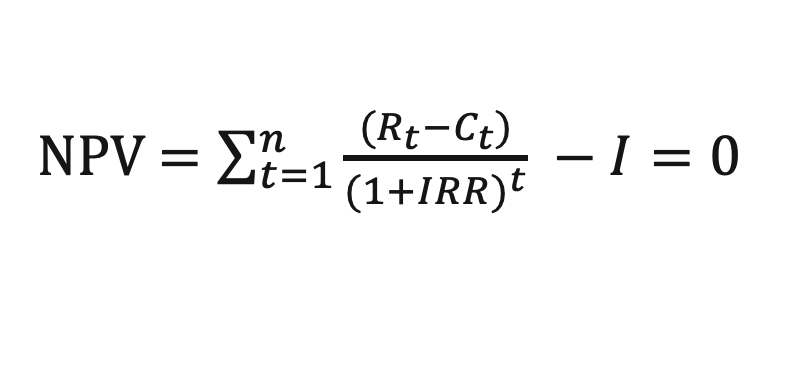 NPV = ∑ₜ₌₁ⁿ (Rₜ−Cₜ)/(1+IRR)ᵗ − I = 0